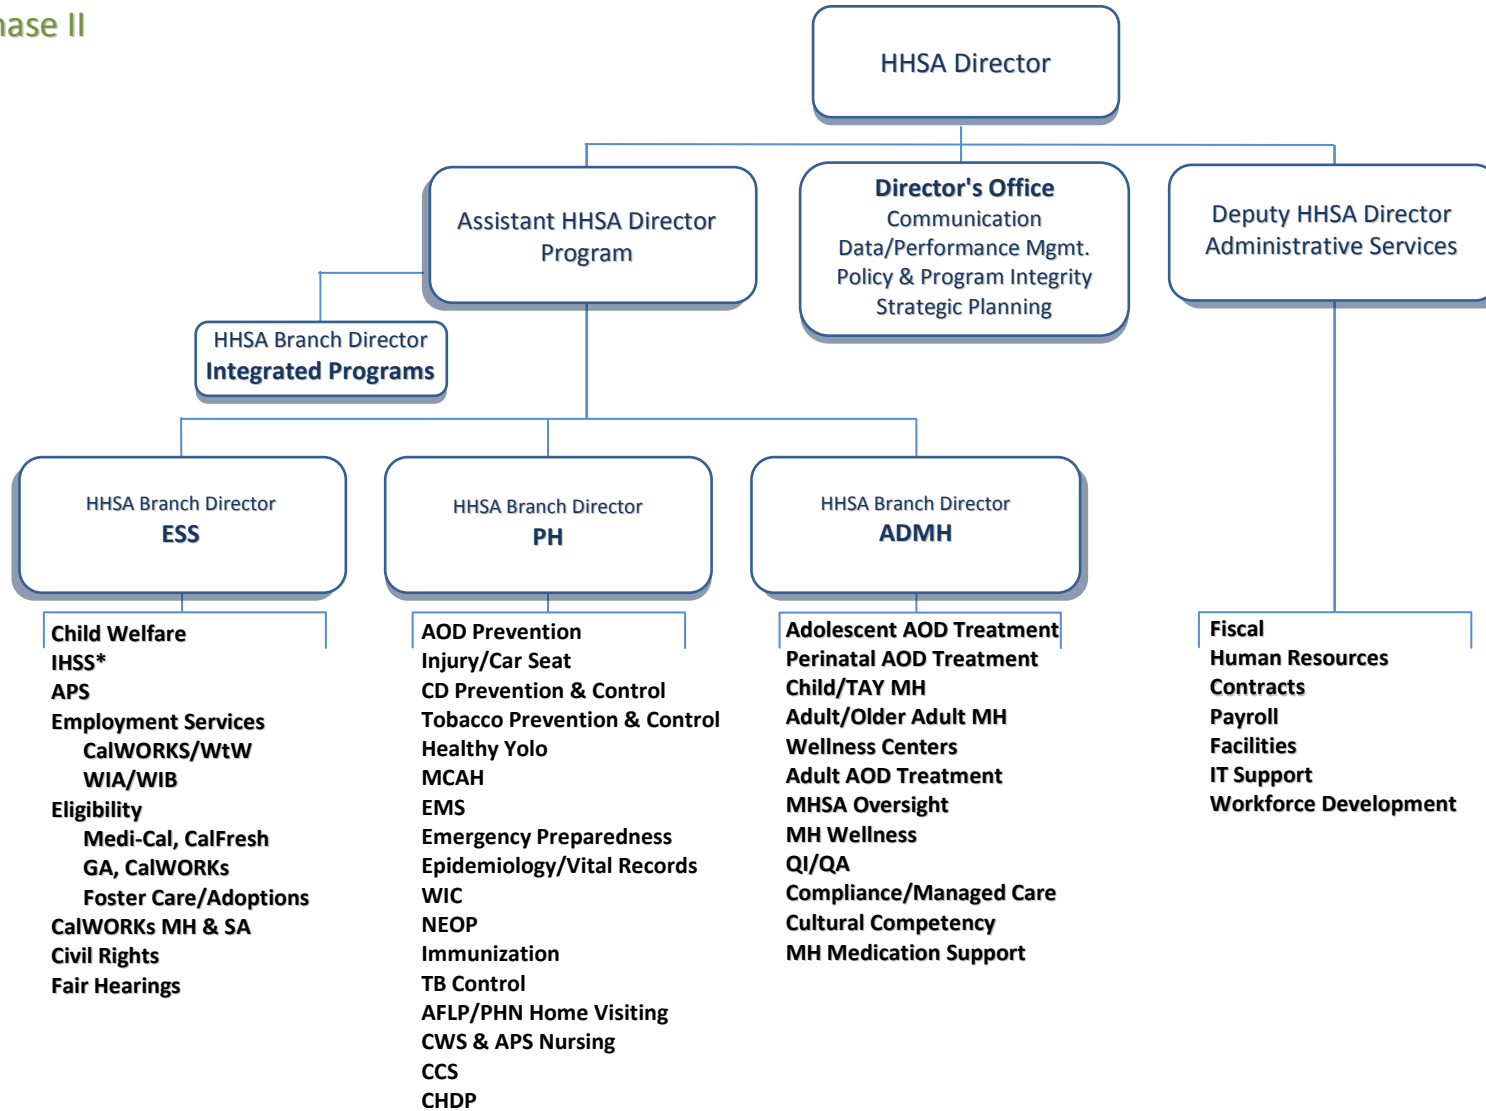 hase II
HHSA Director
Assistant HHSA Director
Program
Director's Office
Communication
Data/Performance Mgmt.
Policy & Program Integrity
Strategic Planning
Deputy HHSA Director
Administrative Services
HHSA Branch Director
Integrated Programs
HHSA Branch Director
ESS
HHSA Branch Director
PH
HHSA Branch Director
ADMH
Child Welfare
IHSS*
APS
Employment Services
CalWORKS/WtW
WIA/WIB
Eligibility
Medi-Cal, CalFresh
GA, CalWORKs
Foster Care/Adoptions
CalWORKs MH & SA
Civil Rights
Fair Hearings
AOD Prevention
Injury/Car Seat
CD Prevention & Control
Tobacco Prevention & Control
Healthy Yolo
MCAH
EMS
Emergency Preparedness
Epidemiology/Vital Records
WIC
NEOP
Immunization
TB Control
AFLP/PHN Home Visiting
CWS & APS Nursing
CCS
CHDP
Adolescent AOD Treatment
Perinatal AOD Treatment
Child/TAY MH
Adult/Older Adult MH
Wellness Centers
Adult AOD Treatment
MHSA Oversight
MH Wellness
QI/QA
Compliance/Managed Care
Cultural Competency
MH Medication Support
Fiscal
Human Resources
Contracts
Payroll
Facilities
IT Support
Workforce Development